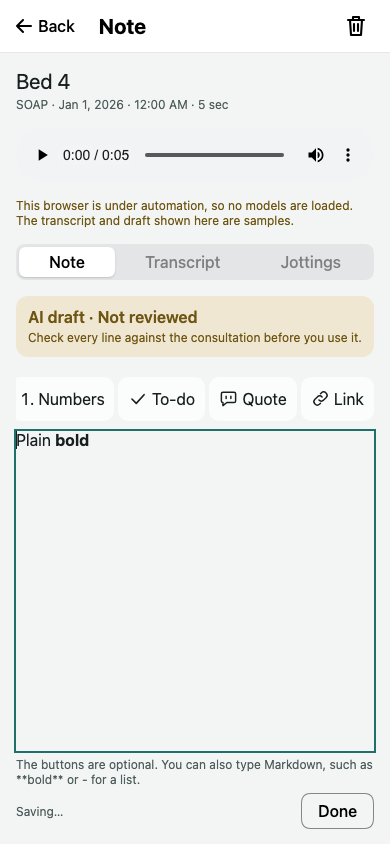 Back Note
Bed 4
SOAP · Jan 1, 2026 · 12:00 AM · 5 sec
0:00 / 0:05
This browser is under automation, so no models are loaded.
The transcript and draft shown here are samples.
Note Transcript Jottings
AI draft · Not reviewed
Check every line against the consultation before you use it.
1. Numbers To-do Quote Link
Plain bold
The buttons are optional. You can also type Markdown, such as
**bold** or - for a list.
Saving… Done